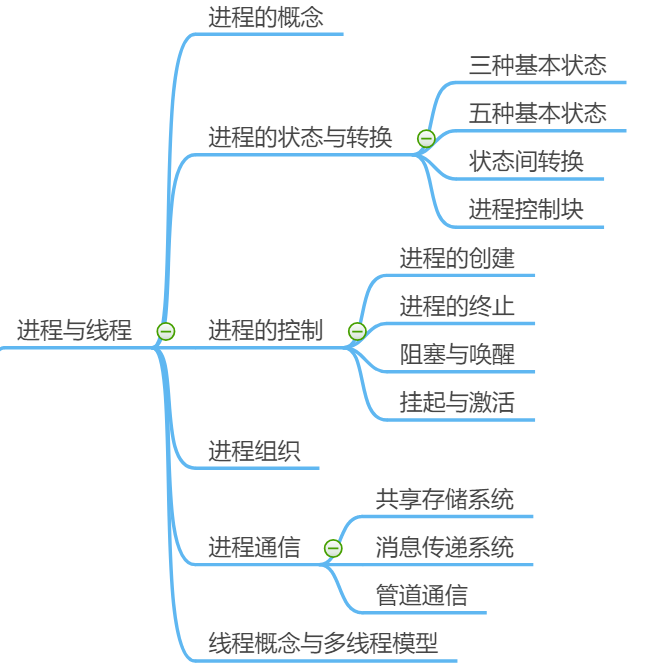 进程的概念
三种基本状态
五种基本状态
进程的状态与转换
状态间转换
进程控制块
进程的创建
进程的终止
进程与线程
进程的控制
阻塞与唤醒
挂起与激活
进程组织
共享存储系统
进程通信
消息传递系统
管道通信
线程概念与多线程模型